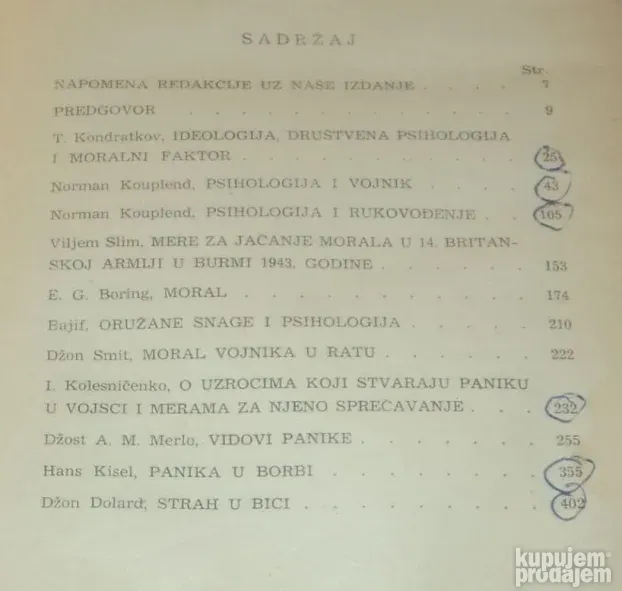 SADRŽAJ
Str.
NAPOMENA REDAKCIJE UZ NAŠE IZDANJE . . . . 7
PREDGOVOR . . . . . . . . . . 9
T. Kondratkov, IDEOLOGIJA, DRUŠTVENA PSIHOLOGIJA
I MORALNI FAKTOR . . . . . . . . 25
Norman Kouplend, PSIHOLOGIJA I VOJNIK . . . . 43
Norman Kouplend, PSIHOLOGIJA I RUKOVOĐENJE . . 105
Viljem Slim, MERE ZA JAČANJE MORALA U 14. BRITAN-
SKOJ ARMIJI U BURMI 1943. GODINE . . . . . 153
E. G. Boring, MORAL . . . . . . . . 174
Bajif, ORUŽANE SNAGE I PSIHOLOGIJA . . . . 210
Džon Smit, MORAL VOJNIKA U RATU . . . . . 222
I. Kolesničenko, O UZROCIMA KOJI STVARAJU PANIKU
U VOJSCI I MERAMA ZA NJENO SPREČAVANJE . . . 232
Džost A. M. Merlo, VIDOVI PANIKE . . . . . 255
Hans Kisel, PANIKA U BORBI . . . . . . 355
Džon Dolard, STRAH U BICI . . . . . . . 402
kupujem
prodajem